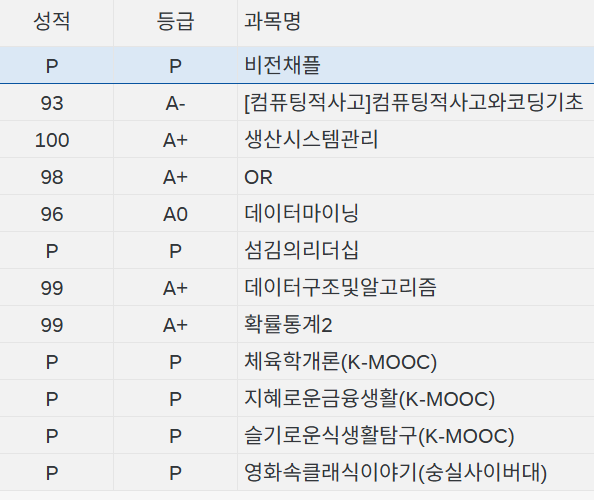 성적 등급 과목명
P P 비전채플
93 A- [컴퓨팅적사고]컴퓨팅적사고와코딩기초
100 A+ 생산시스템관리
98 A+ OR
96 A0 데이터마이닝
P P 섬김의리더십
99 A+ 데이터구조및알고리즘
99 A+ 확률통계2
P P 체육학개론(K-MOOC)
P P 지혜로운금융생활(K-MOOC)
P P 슬기로운식생활탐구(K-MOOC)
P P 영화속클래식이야기(숭실사이버대)